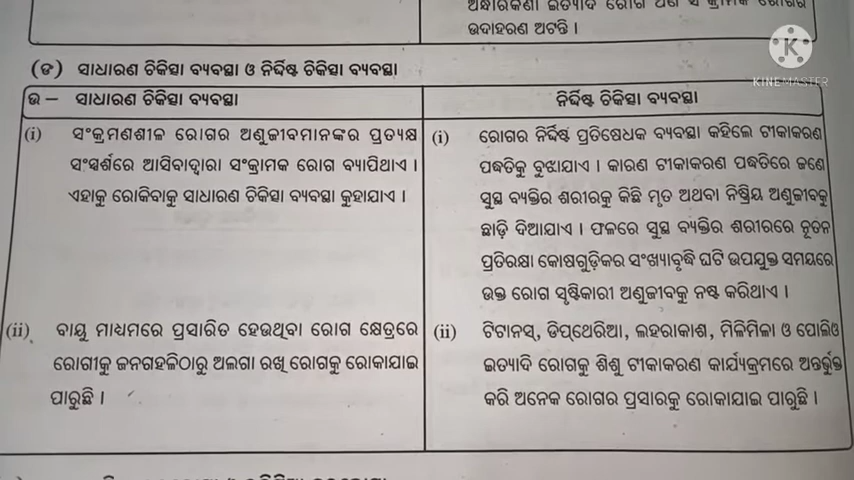 ଉଦାହରଣ ଅଟନ୍ତି ।
KINEMASTER
(ଙ) ସାଧାରଣ ଚିକିତ୍ସା ବ୍ୟବସ୍ଥା ଓ ନିର୍ଦ୍ଦିଷ୍ଟ ଚିକିତ୍ସା ବ୍ୟବସ୍ଥା
ଉ – ସାଧାରଣ ଚିକିତ୍ସା ବ୍ୟବସ୍ଥା
(i) ସଂକ୍ରମଣଶୀଳ ରୋଗର ଅଣୁଜୀବମାନଙ୍କର ପ୍ରତ୍ୟକ୍ଷ
ସଂସ୍ପର୍ଶରେ ଆସିବାଦ୍ୱାରା ସଂକ୍ରାମକ ରୋଗ ବ୍ୟାପିଥାଏ ।
ଏହାକୁ ରୋକିବାକୁ ସାଧାରଣ ଚିକିତ୍ସା ବ୍ୟବସ୍ଥା କୁହାଯାଏ ।
(ii) ବାୟୁ ମାଧ୍ୟମରେ ପ୍ରସାରିତ ହେଉଥିବା ରୋଗ କ୍ଷେତ୍ରରେ
ରୋଗୀକୁ ଜନଗହଳିଠାରୁ ଅଲଗା ରଖି ରୋଗକୁ ରୋକାଯାଇ
ପାରୁଛି ।
ନିର୍ଦ୍ଦିଷ୍ଟ ଚିକିତ୍ସା ବ୍ୟବସ୍ଥା
(i) ରୋଗର ନିର୍ଦ୍ଦିଷ୍ଟ ପ୍ରତିଷେଧକ ବ୍ୟବସ୍ଥା କହିଲେ ଟୀକାକରଣ
ପଦ୍ଧତିକୁ ବୁଝାଯାଏ । କାରଣ ଟୀକାକରଣ ପଦ୍ଧତିରେ ଜଣେ
ସୁସ୍ଥ ବ୍ୟକ୍ତିର ଶରୀରକୁ କିଛି ମୃତ ଅଥବା ନିଷ୍କ୍ରିୟ ଅଣୁଜୀବକୁ
ଛାଡ଼ି ଦିଆଯାଏ । ଫଳରେ ସୁସ୍ଥ ବ୍ୟକ୍ତିର ଶରୀରରେ ନୂତନ
ପ୍ରତିରକ୍ଷା କୋଷଗୁଡ଼ିକର ସଂଖ୍ୟାବୃଦ୍ଧି ଘଟି ଉପଯୁକ୍ତ ସମୟରେ
ଉକ୍ତ ରୋଗ ସୃଷ୍ଟିକାରୀ ଅଣୁଜୀବକୁ ନଷ୍ଟ କରିଥାଏ ।
(ii) ଟିଟାନସ୍, ଡିପ୍‌ଥେରିଆ, ଲହରାକାଶ, ମିଳିମିଳା ଓ ପୋଲିଓ
ଇତ୍ୟାଦି ରୋଗକୁ ଶିଶୁ ଟୀକାକରଣ କାର୍ଯ୍ୟକ୍ରମରେ ଅନ୍ତର୍ଭୁକ୍ତ
କରି ଅନେକ ରୋଗର ପ୍ରସାରକୁ ରୋକାଯାଇ ପାରୁଛି ।